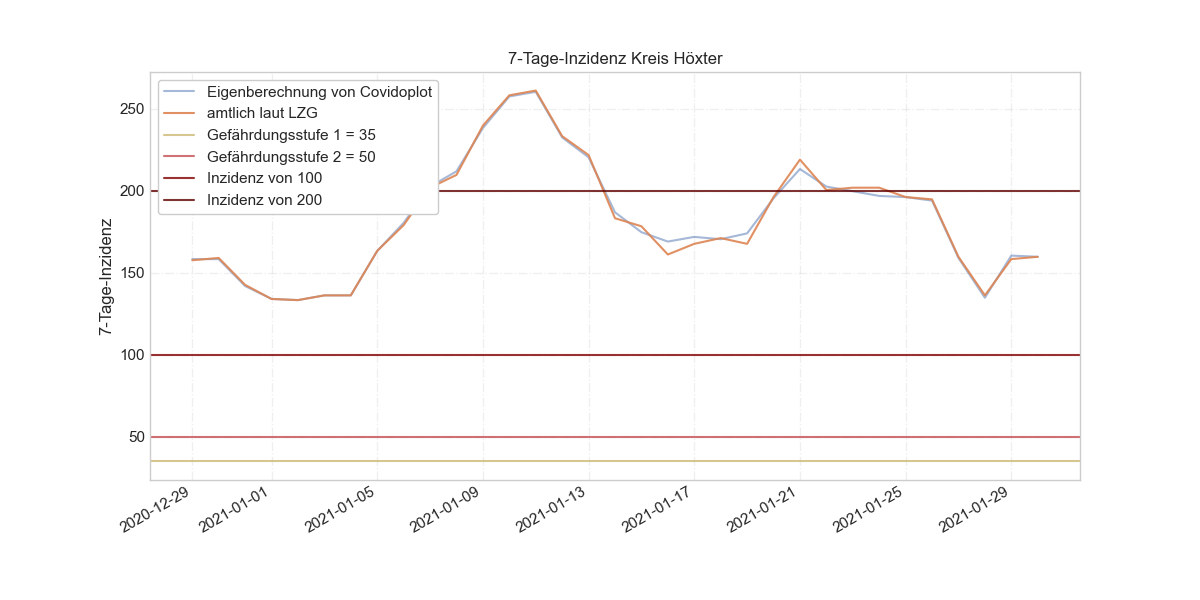 7-Tage-Inzidenz Kreis Höxter
Eigenberechnung von Covidoplot
amtlich laut LZG
Gefährdungsstufe 1 = 35
Gefährdungsstufe 2 = 50
Inzidenz von 100
Inzidenz von 200
7-Tage-Inzidenz
250
200
150
100
50
2020-12-29
2021-01-01
2021-01-05
2021-01-09
2021-01-13
2021-01-17
2021-01-21
2021-01-25
2021-01-29